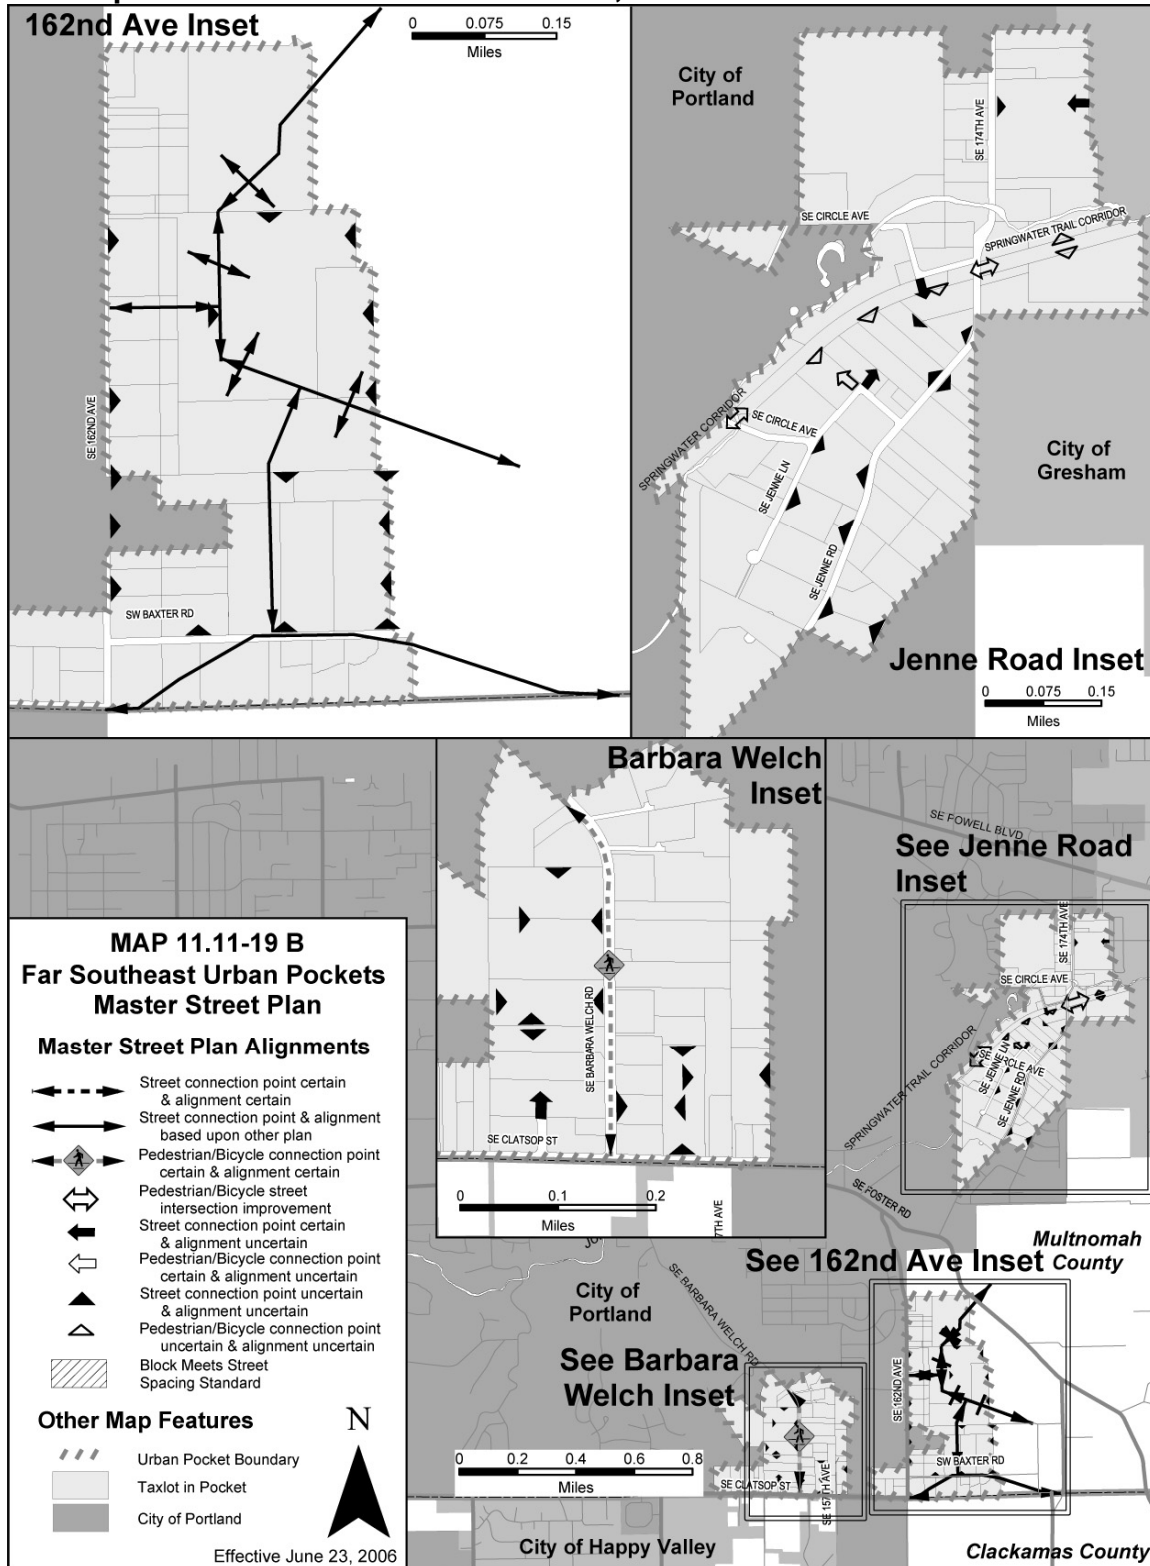 162nd Ave Inset
0 0.075 0.15
Miles
SE 162ND AVE
SW BAXTER RD
City of
Portland
SE 174TH AVE
SE CIRCLE AVE
SPRINGWATER TRAIL CORRIDOR
SE CIRCLE AVE
SPRINGWATER CORRIDOR
SE JENNE LN
SE JENNE RD
City of
Gresham
Jenne Road Inset
0 0.075 0.15
Miles
Barbara Welch
Inset
SE BARBARA WELCH RD
SE CLATSOP ST
0 0.1 0.2
Miles
7TH AVE
SE POWELL BLVD
See Jenne Road
Inset
SE 174TH AVE
SE CIRCLE AVE
SE JENNE LN
SE CIRCLE AVE
SE JENNE RD
SPRINGWATER TRAIL CORRIDOR
SE FOSTER RD
Multnomah
County
See 162nd Ave Inset
City of
Portland
SE BARBARA WELCH RD
See Barbara
Welch Inset
SE 162ND AVE
SW BAXTER RD
0 0.2 0.4 0.6 0.8
Miles
SE CLATSOP ST
SE 157TH AVE
City of Happy Valley
Clackamas County
MAP 11.11-19 B
Far Southeast Urban Pockets
Master Street Plan
Master Street Plan Alignments
Street connection point certain
& alignment certain
Street connection point & alignment
based upon other plan
Pedestrian/Bicycle connection point
certain & alignment certain
Pedestrian/Bicycle street
intersection improvement
Street connection point certain
& alignment uncertain
Pedestrian/Bicycle connection point
certain & alignment uncertain
Street connection point uncertain
& alignment uncertain
Pedestrian/Bicycle connection point
uncertain & alignment uncertain
Block Meets Street
Spacing Standard
Other Map Features
Urban Pocket Boundary
Taxlot in Pocket
City of Portland
N
Effective June 23, 2006